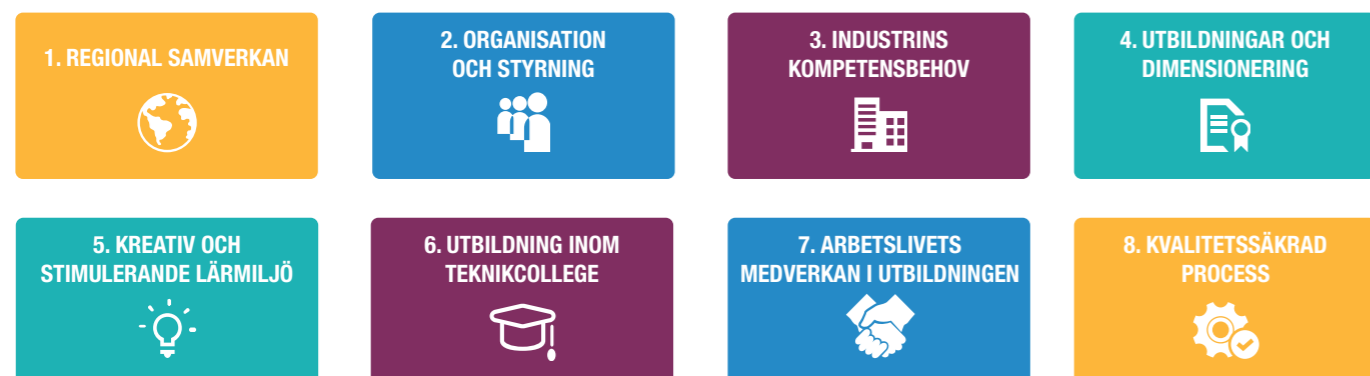 1. REGIONAL SAMVERKAN
2. ORGANISATION
OCH STYRNING
3. INDUSTRINS
KOMPETENSBEHOV
4. UTBILDNINGAR OCH
DIMENSIONERING
5. KREATIV OCH
STIMULERANDE LÄRMILJÖ
6. UTBILDNING INOM
TEKNIKCOLLEGE
7. ARBETSLIVETS
MEDVERKAN I UTBILDNINGEN
8. KVALITETSSÄKRAD
PROCESS